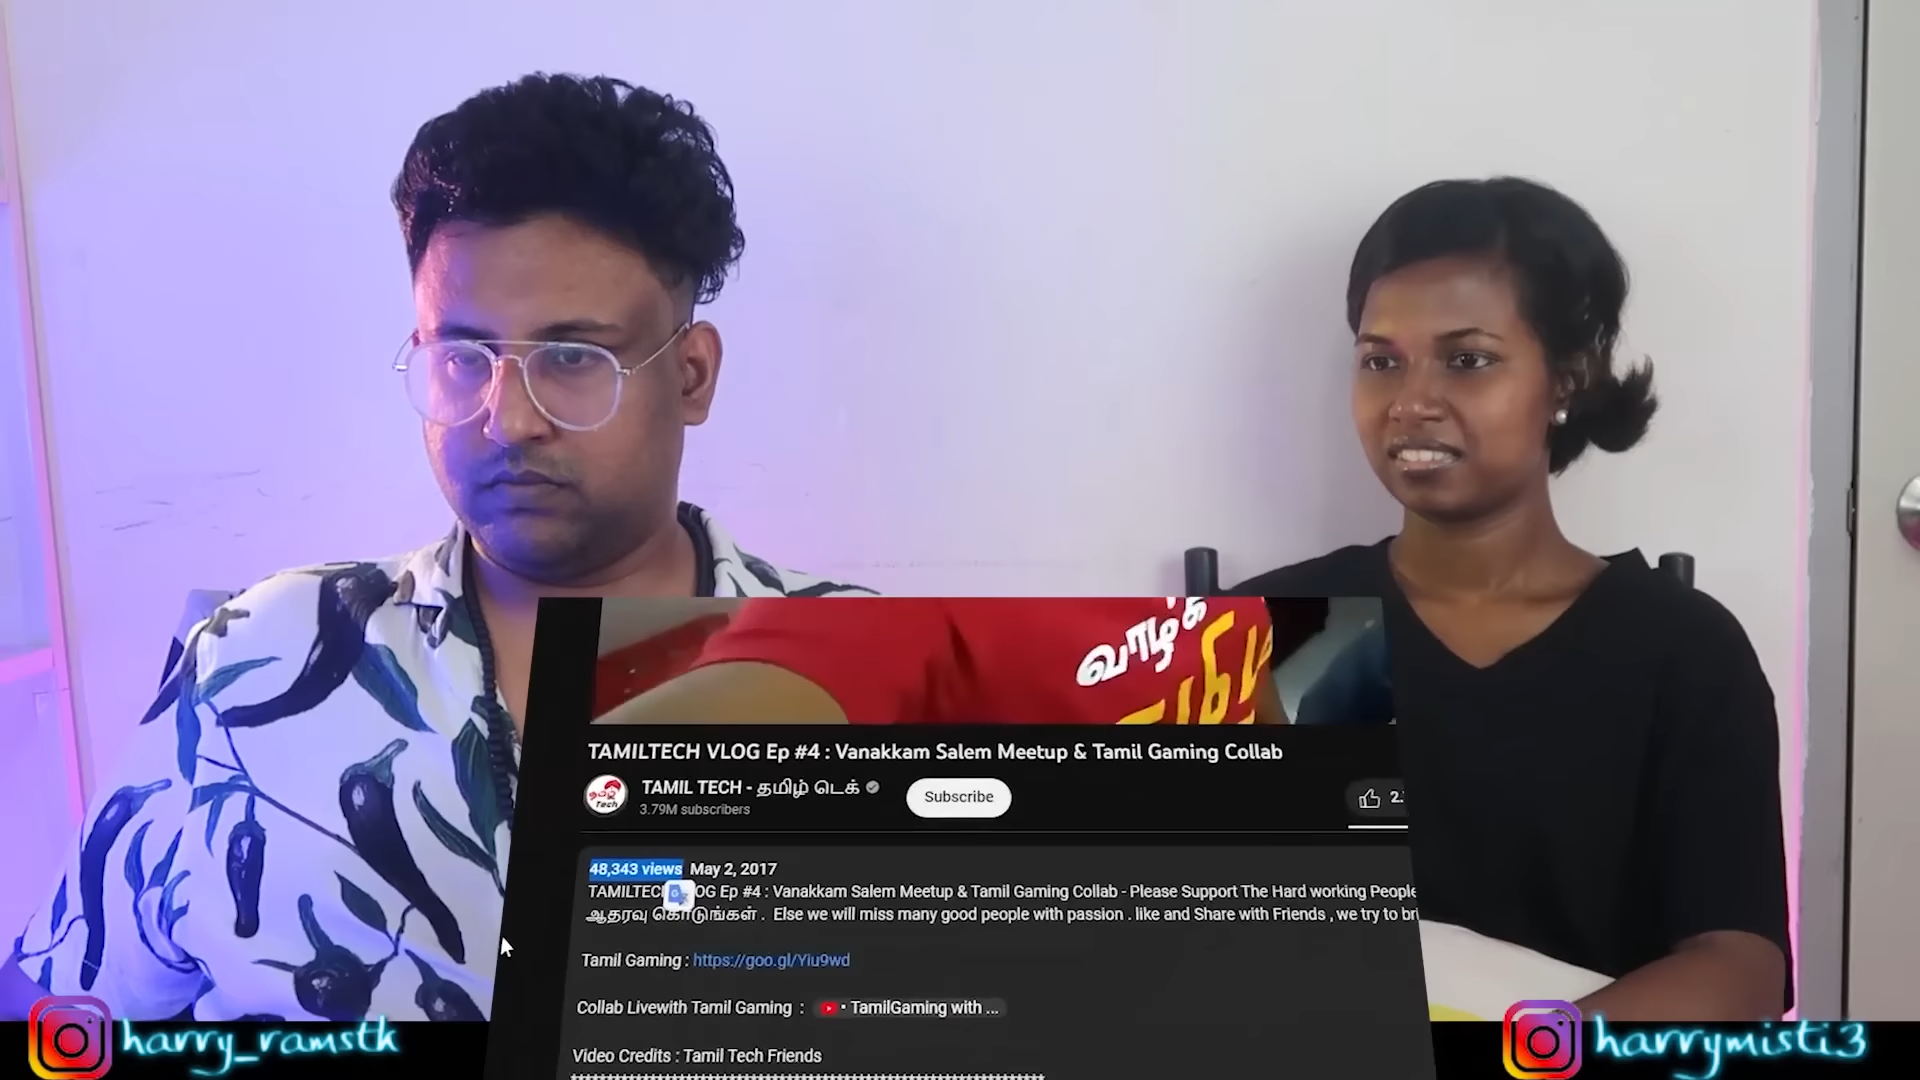 வாழ்க
TAMILTECH VLOG Ep #4 : Vanakkam Salem Meetup & Tamil Gaming Collab
தமிழ் Tech
TAMIL TECH - தமிழ் டெக்
3.79M subscribers
Subscribe
2.
48,343 views May 2, 2017
OG Ep #4 : Vanakkam Salem Meetup & Tamil Gaming Collab - Please Support The Hard working People
ஆதரவு கொடுங்கள் . Else we will miss many good people with passion . like and Share with Friends , we try to
Tamil Gaming : https://goo.gl/Yiu9wd
Collab Livewith Tamil Gaming : • TamilGaming with ...
Video Credits : Tamil Tech Friends
harry_ramstk
harrymisti3